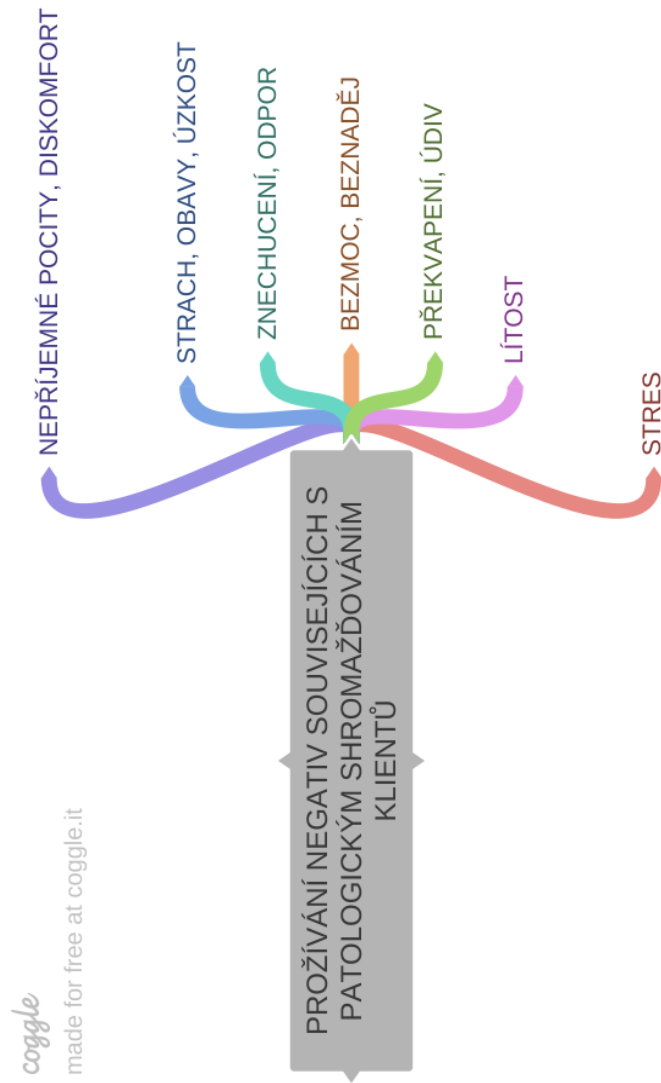 coggle
made for free at coggle.it
PROŽÍVÁNÍ NEGATIV SOUVISEJÍCÍCH S
PATOLOGICKÝM SHROMAŽĎOVÁNÍM
KLIENTŮ
NEPŘÍJEMNÉ POCITY, DISKOMFORT
STRACH, OBAVY, ÚZKOST
ZNECHUCENÍ, ODPOR
BEZMOC, BEZNADĚJ
PŘEKVAPENÍ, ÚDIV
LÍTOST
STRES